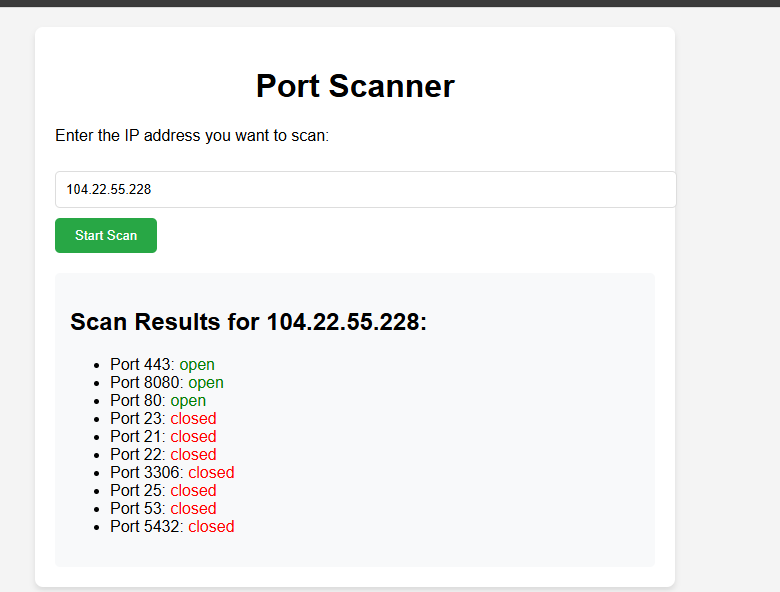 Port Scanner
Enter the IP address you want to scan:
104.22.55.228
Start Scan
Scan Results for 104.22.55.228:
Port 443: open
Port 8080: open
Port 80: open
Port 23: closed
Port 21: closed
Port 22: closed
Port 3306: closed
Port 25: closed
Port 53: closed
Port 5432: closed